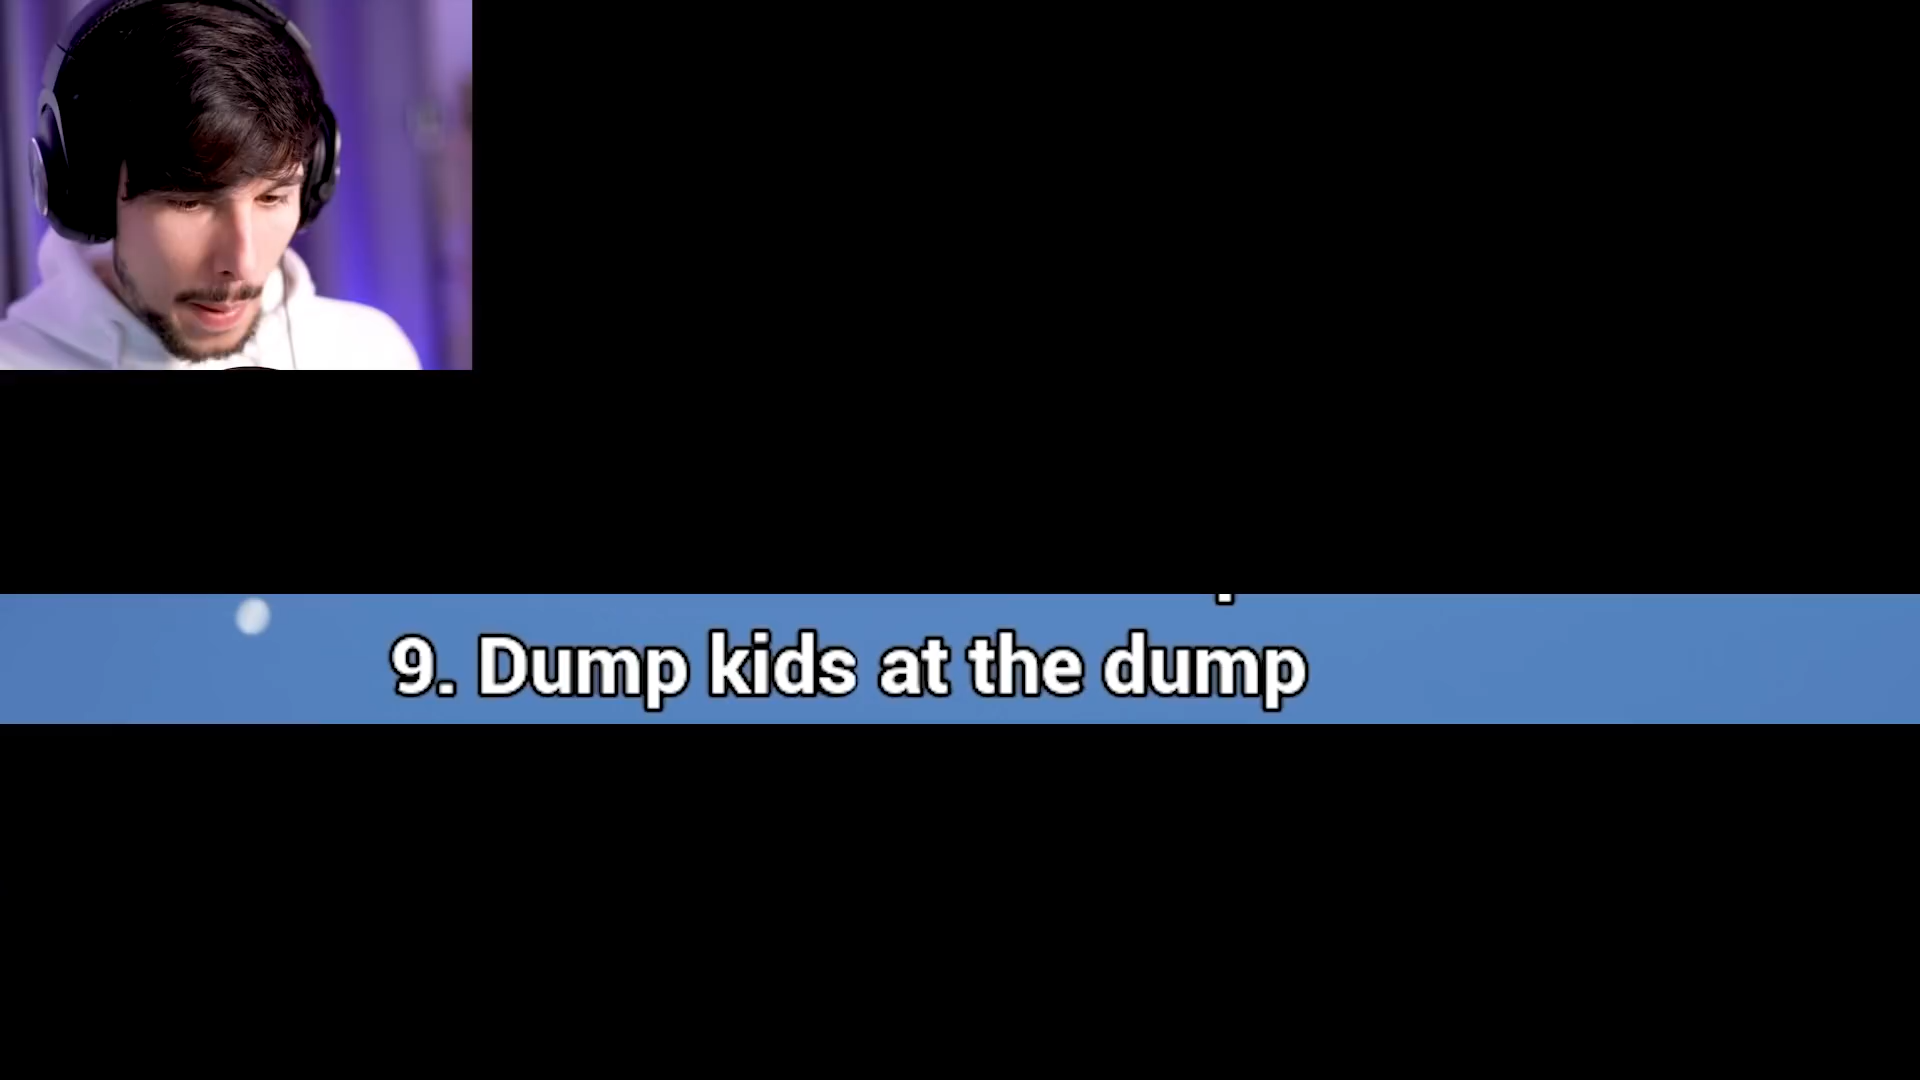 9. Dump kids at the dump